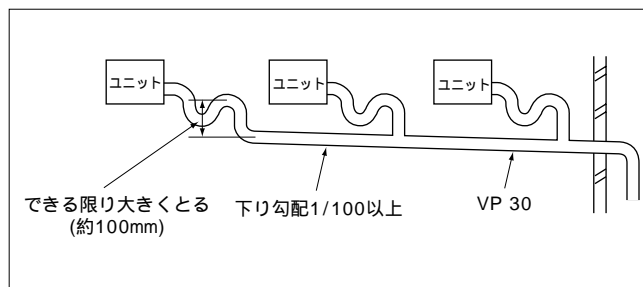 ユニット
ユニット
ユニット
できる限り大きくとる
(約100mm)
下り勾配1/100以上
VP 30